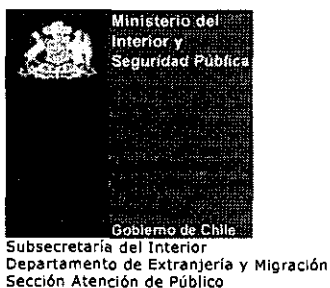 Ministerio del
Interior y
Seguridad Pública
Gobierno de Chile
Subsecretaría del Interior
Departamento de Extranjería y Migración
Sección Atención de Público